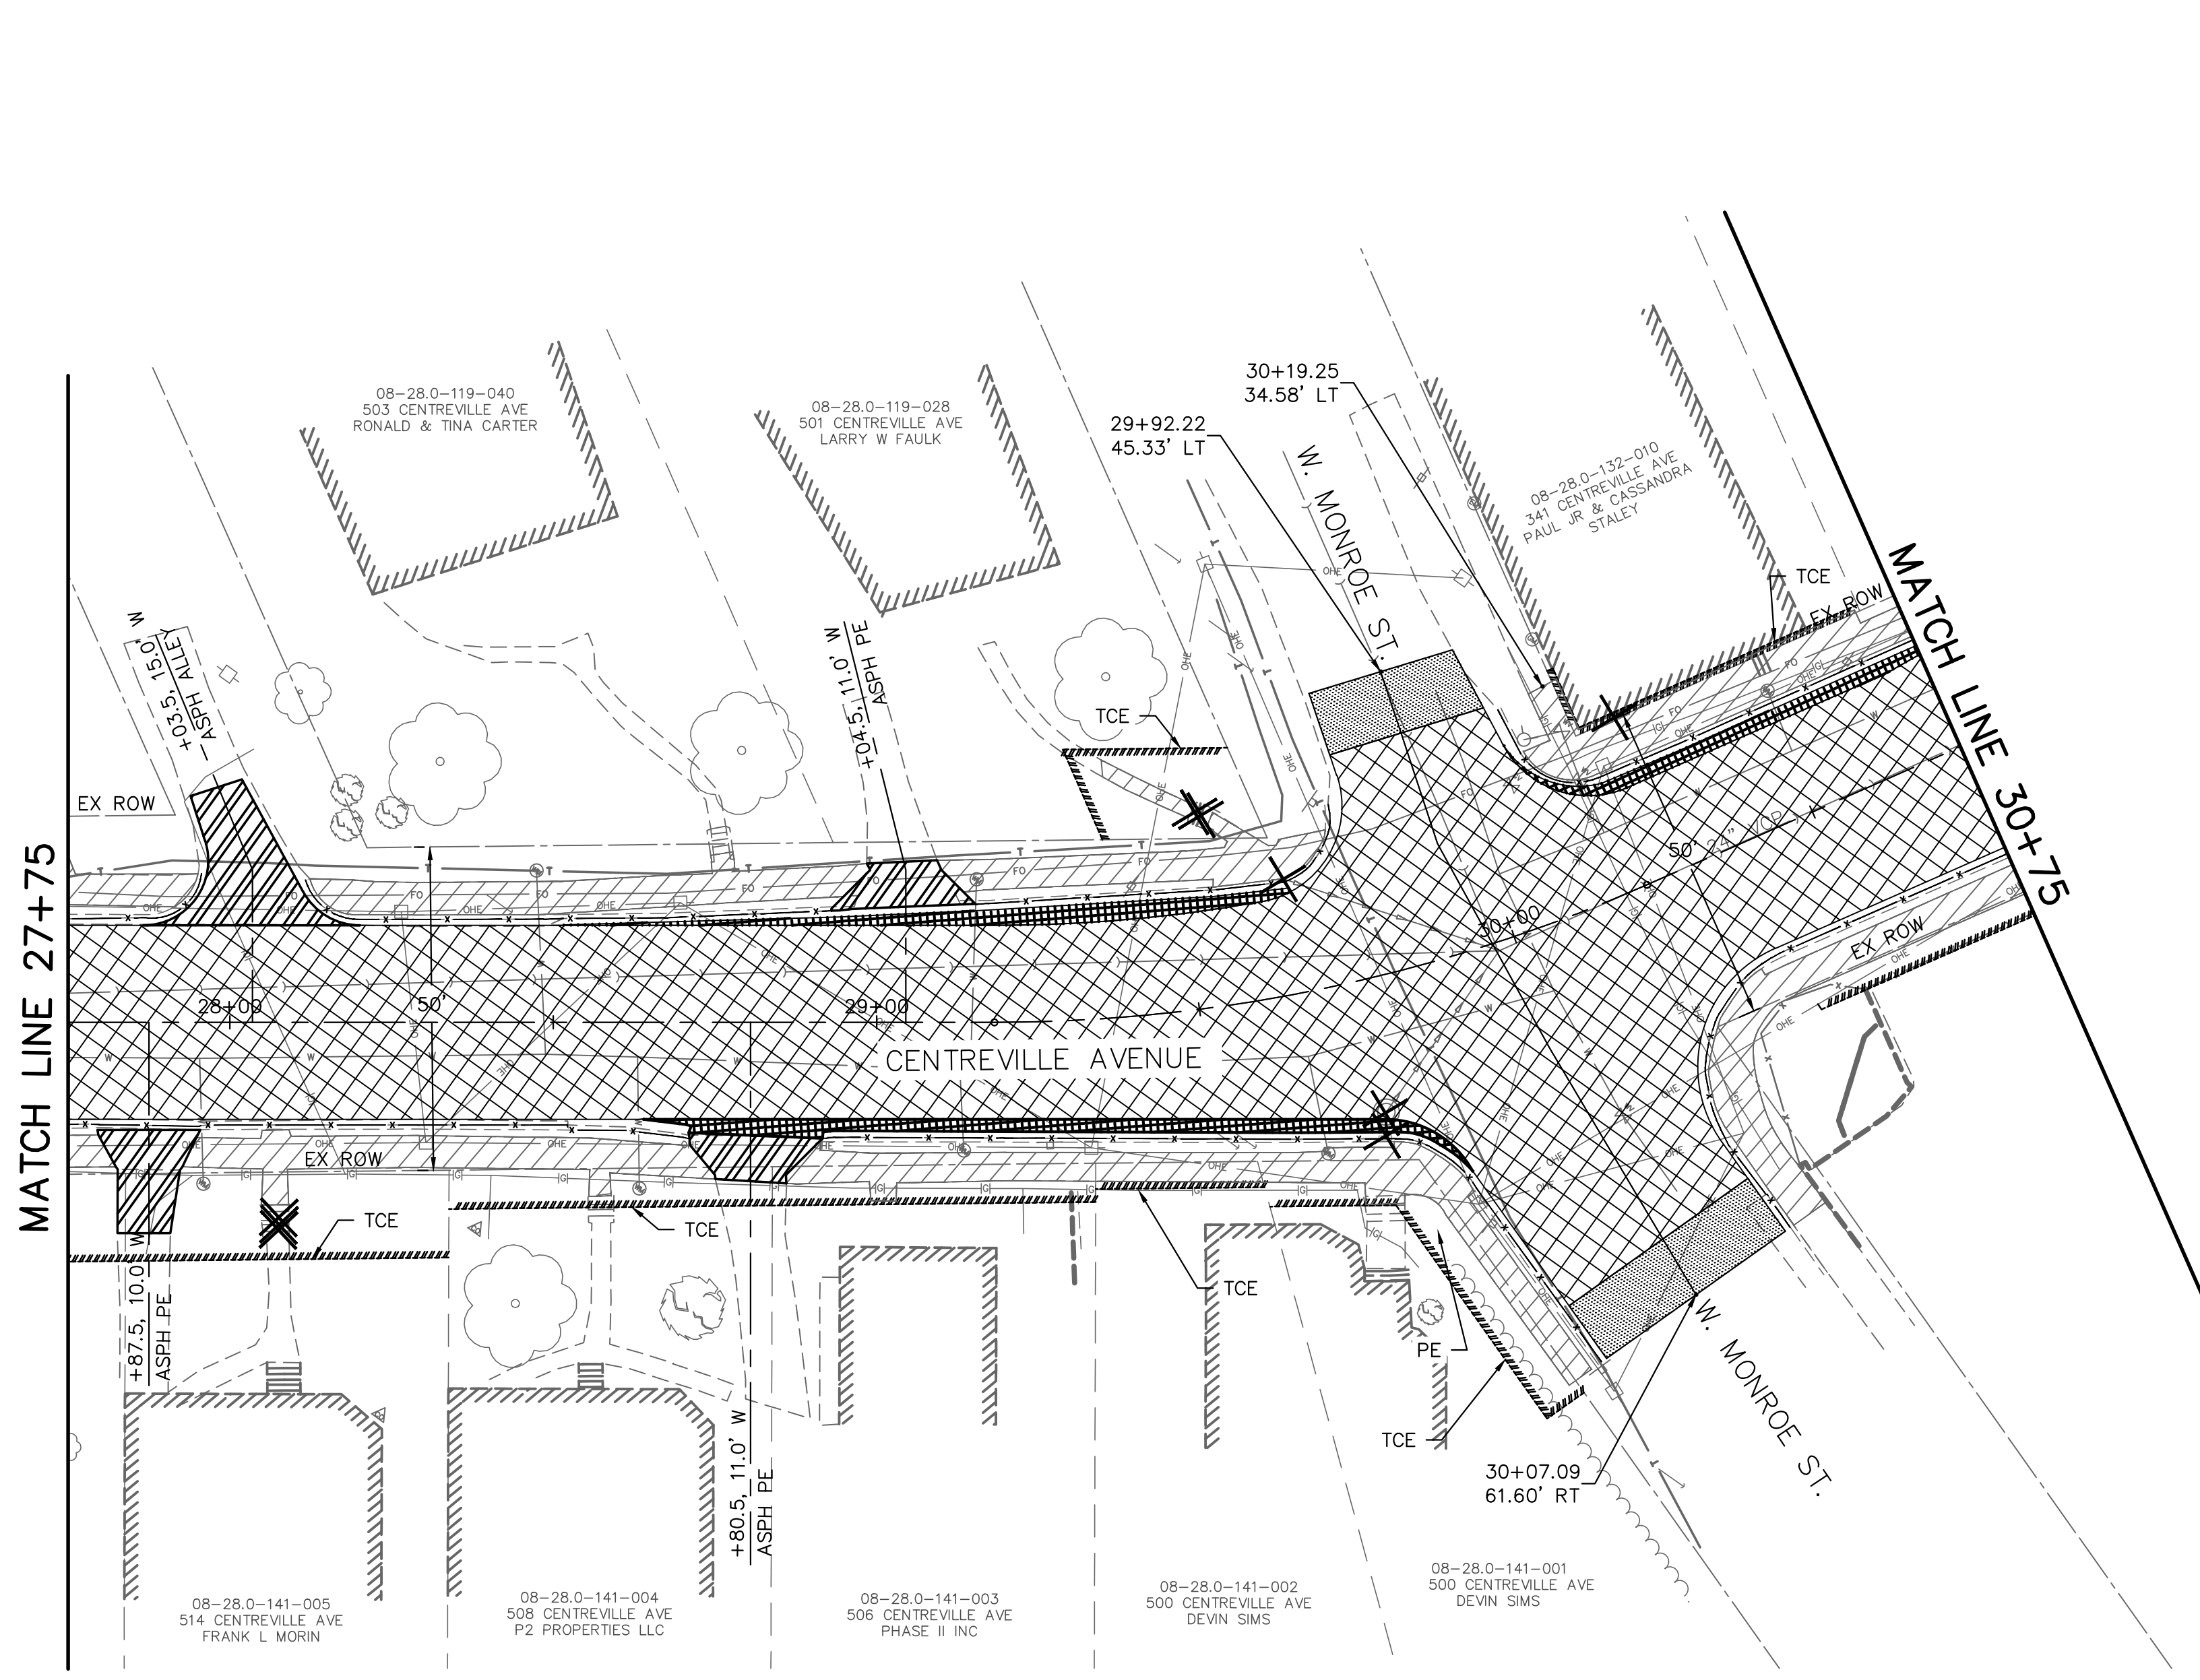 08-28.0-119-040
503 CENTREVILLE AVE
RONALD & TINA CARTER
08-28.0-119-028
501 CENTREVILLE AVE
LARRY W FAULK
30+19.25
34.58' LT
29+92.22
45.33' LT
W. MONROE ST.
08-28.0-132-010
341 CENTREVILLE AVE
PAUL JR & CASSANDRA
STALEY
TCE
EX ROW
MATCH LINE 30+75
+03.5, 15.0' W
ASPH ALLEY
+04.5, 11.0' W
ASPH PE
TCE
EX ROW
MATCH LINE 27+75
28+00
50'
29+00
30+00
50'
24" VCP
CENTREVILLE AVENUE
EX ROW
EX ROW
TCE
TCE
TCE
PE
TCE
+87.5, 10.0' W
ASPH PE
+80.5, 11.0' W
ASPH PE
W. MONROE ST.
30+07.09
61.60' RT
08-28.0-141-005
514 CENTREVILLE AVE
FRANK L MORIN
08-28.0-141-004
508 CENTREVILLE AVE
P2 PROPERTIES LLC
08-28.0-141-003
506 CENTREVILLE AVE
PHASE II INC
08-28.0-141-002
500 CENTREVILLE AVE
DEVIN SIMS
08-28.0-141-001
500 CENTREVILLE AVE
DEVIN SIMS